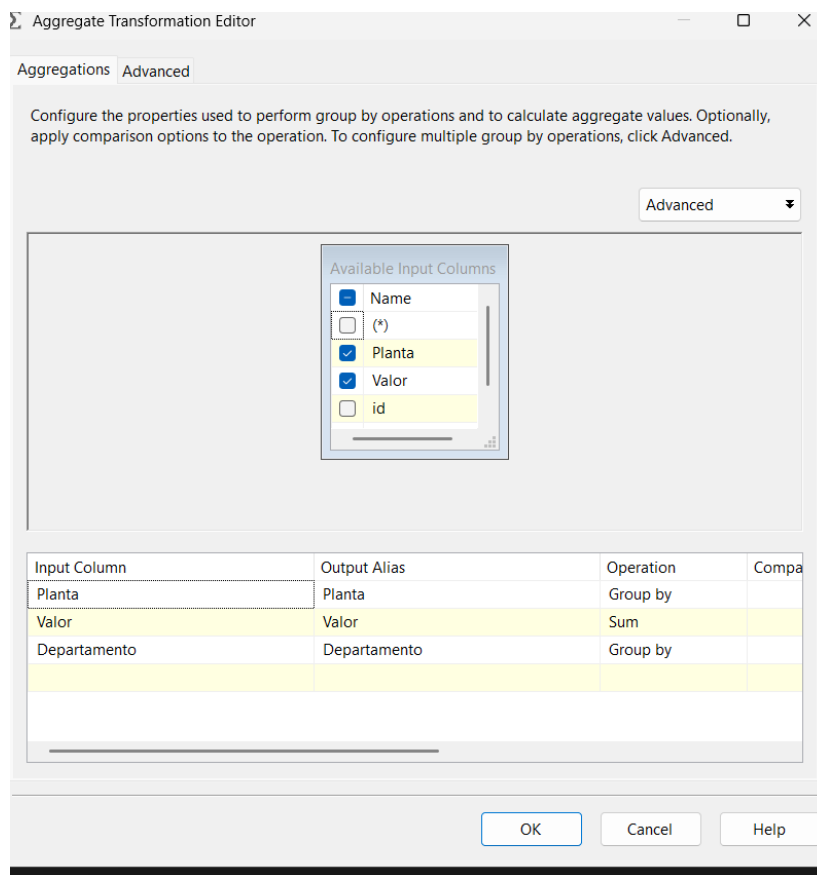 Aggregate Transformation Editor
Aggregations Advanced
Configure the properties used to perform group by operations and to calculate aggregate values. Optionally,
apply comparison options to the operation. To configure multiple group by operations, click Advanced.
Advanced
Available Input Columns
Name
(*)
Planta
Valor
id
Input Column Output Alias Operation Compa
Planta Planta Group by
Valor Valor Sum
Departamento Departamento Group by
OK Cancel Help